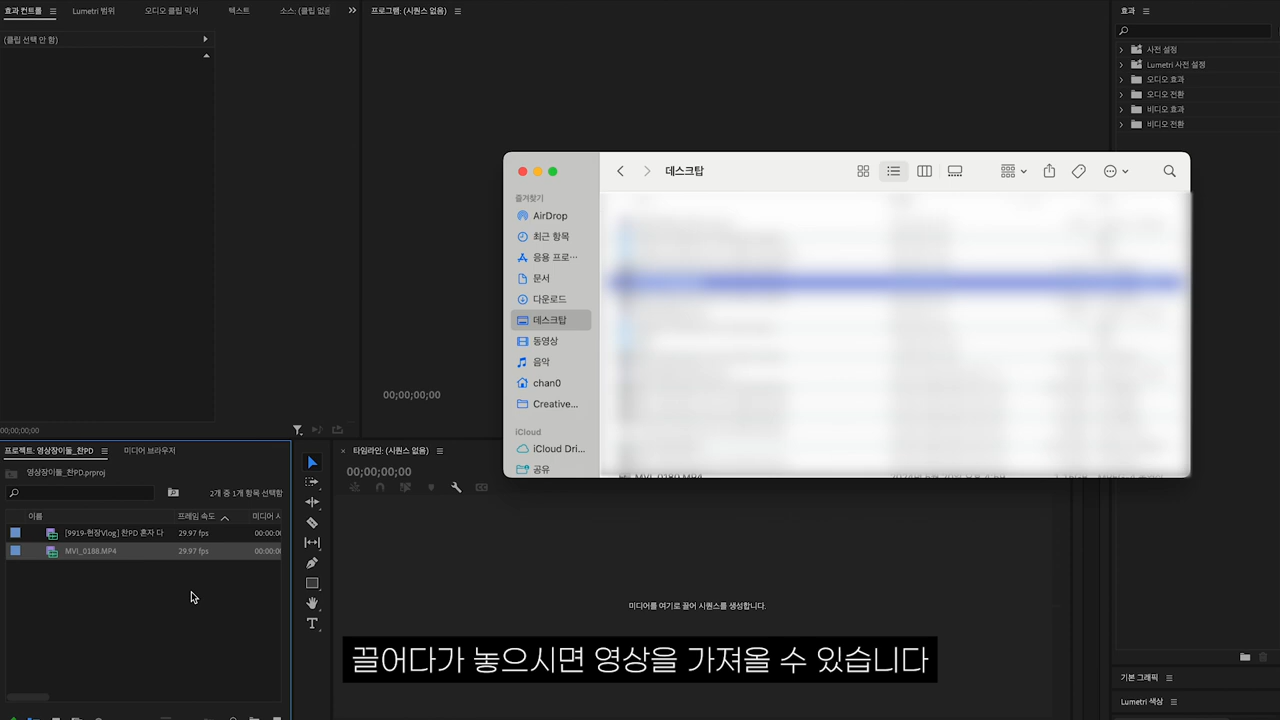 효과 컨트롤
Lumetri 범위
오디오 클립 믹서
텍스트
소스: (클립 없음
프로그램: (시퀀스 없음)
효과
(클립 선택 안 함)
사전 설정
Lumetri 사전 설정
오디오 효과
오디오 전환
비디오 효과
비디오 전환
데스크탑
즐겨찾기
AirDrop
최근 항목
응용 프로…
문서
다운로드
데스크탑
동영상
음악
chan0
Creative...
iCloud
iCloud Dri...
공유
00;00;00;00
00;00;00;00
프로젝트: 영상장이들_찬PD
미디어 브라우저
영상장이들_찬PD.prproj
2개 중 1개 항목 선택함
이름
프레임 속도
미디어 시
[9919-현장Vlog] 찬PD 혼자 다
29.97 fps
00:00:00
MVI_0188.MP4
29.97 fps
00:00:00
타임라인: (시퀀스 없음)
00;00;00;00
미디어를 여기로 끌어 시퀀스를 생성합니다.
끌어다가 놓으시면 영상을 가져올 수 있습니다
기본 그래픽
Lumetri 색상